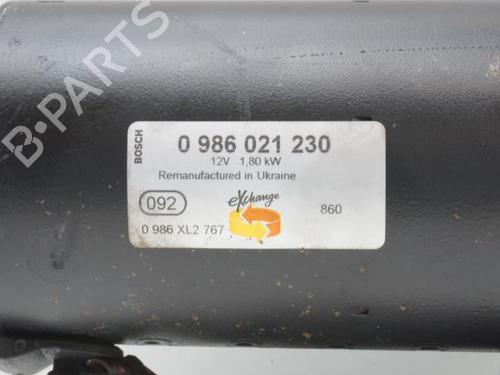 BOSCH
0 986 021 230
12V 1,80 kW
Remanufactured in Ukraine
092
eXchange
860
0 986 XL2 767
B-PARTS